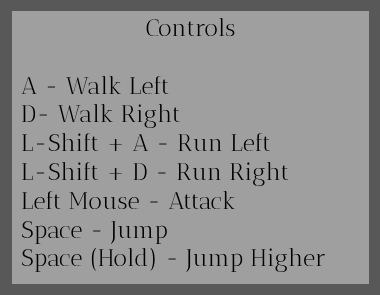 Controls
A - Walk Left
D- Walk Right
L-Shift + A - Run Left
L-Shift + D - Run Right
Left Mouse - Attack
Space - Jump
Space (Hold) - Jump Higher